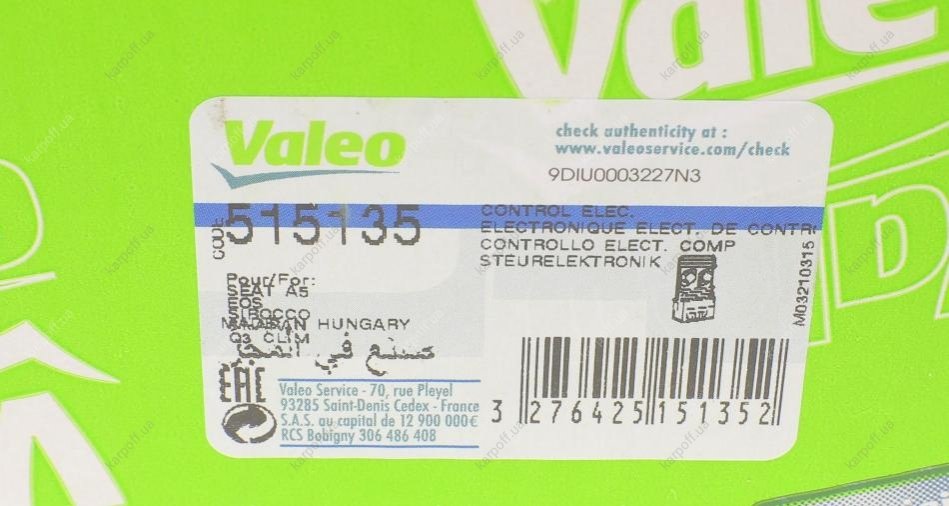 Valeo
Valeo
check authenticity at :
www.valeoservice.com/check
9DIU0003227N3
CODE
515135
CONTROL ELEC.
ELECTRONIQUE ELECT. DE CONTR
CONTROLLO ELECT. COMP
STEURELEKTRONIK
M03210315
Pour/For:
SEAT A5
EOS
SIROCCO
HUNGARY
Q3 CLIM
صنع في المجر
EAC
Valeo Service - 70, rue Pleyel
93285 Saint-Denis Cedex - France
S.A.S. au capital de 12 900 000€
RCS Bobigny 306 486 408
3 276425 151352
karpoff.ua